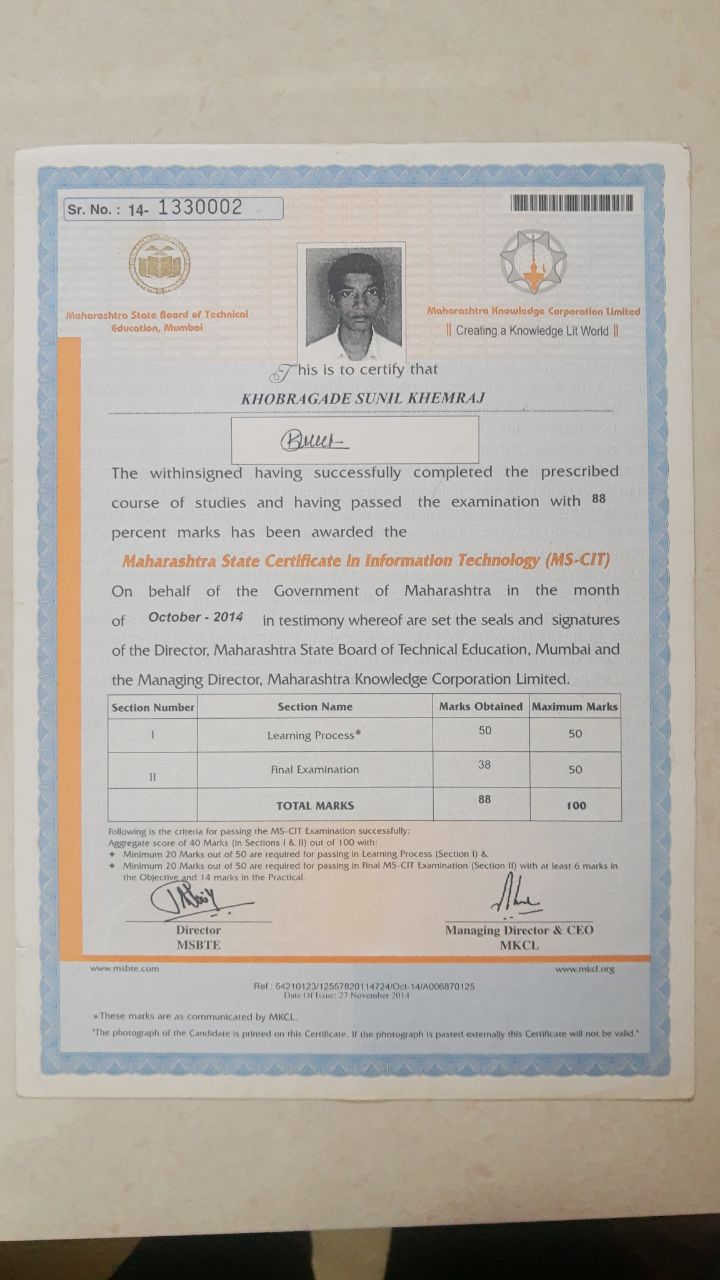 Sr. No. : 14- 1330002
Maharashtra State Board of Technical
Education, Mumbai
Maharashtra Knowledge Corporation Limited
|| Creating a Knowledge Lit World ||
This is to certify that
KHOBRAGADE SUNIL KHEMRAJ
The withinsigned having successfully completed the prescribed
course of studies and having passed the examination with 88
percent marks has been awarded the
Maharashtra State Certificate in Information Technology (MS-CIT)
On behalf of the Government of Maharashtra in the month
of October - 2014 in testimony whereof are set the seals and signatures
of the Director, Maharashtra State Board of Technical Education, Mumbai and
the Managing Director, Maharashtra Knowledge Corporation Limited.
Section Number Section Name Marks Obtained Maximum Marks
I Learning Process* 50 50
II Final Examination 38 50
TOTAL MARKS 88 100
Following is the criteria for passing the MS-CIT Examination successfully:
Aggregate score of 40 Marks (in Sections I & II) out of 100 with:
✦ Minimum 20 Marks out of 50 are required for passing in Learning Process (Section I) &
✦ Minimum 20 Marks out of 50 are required for passing in final MS-CIT Examination (Section II) with at least 6 marks in
the Objective and 14 marks in the Practical.
Director
MSBTE
Managing Director & CEO
MKCL
www.msbte.com
www.mkcl.org
Ref : 54210123/12557820114724/Oct-14/A006870125
Date Of Issue: 27 November 2014
*These marks are as communicated by MKCL.
"The photograph of the Candidate is printed on this Certificate. If the photograph is pasted externally this Certificate will not be valid."